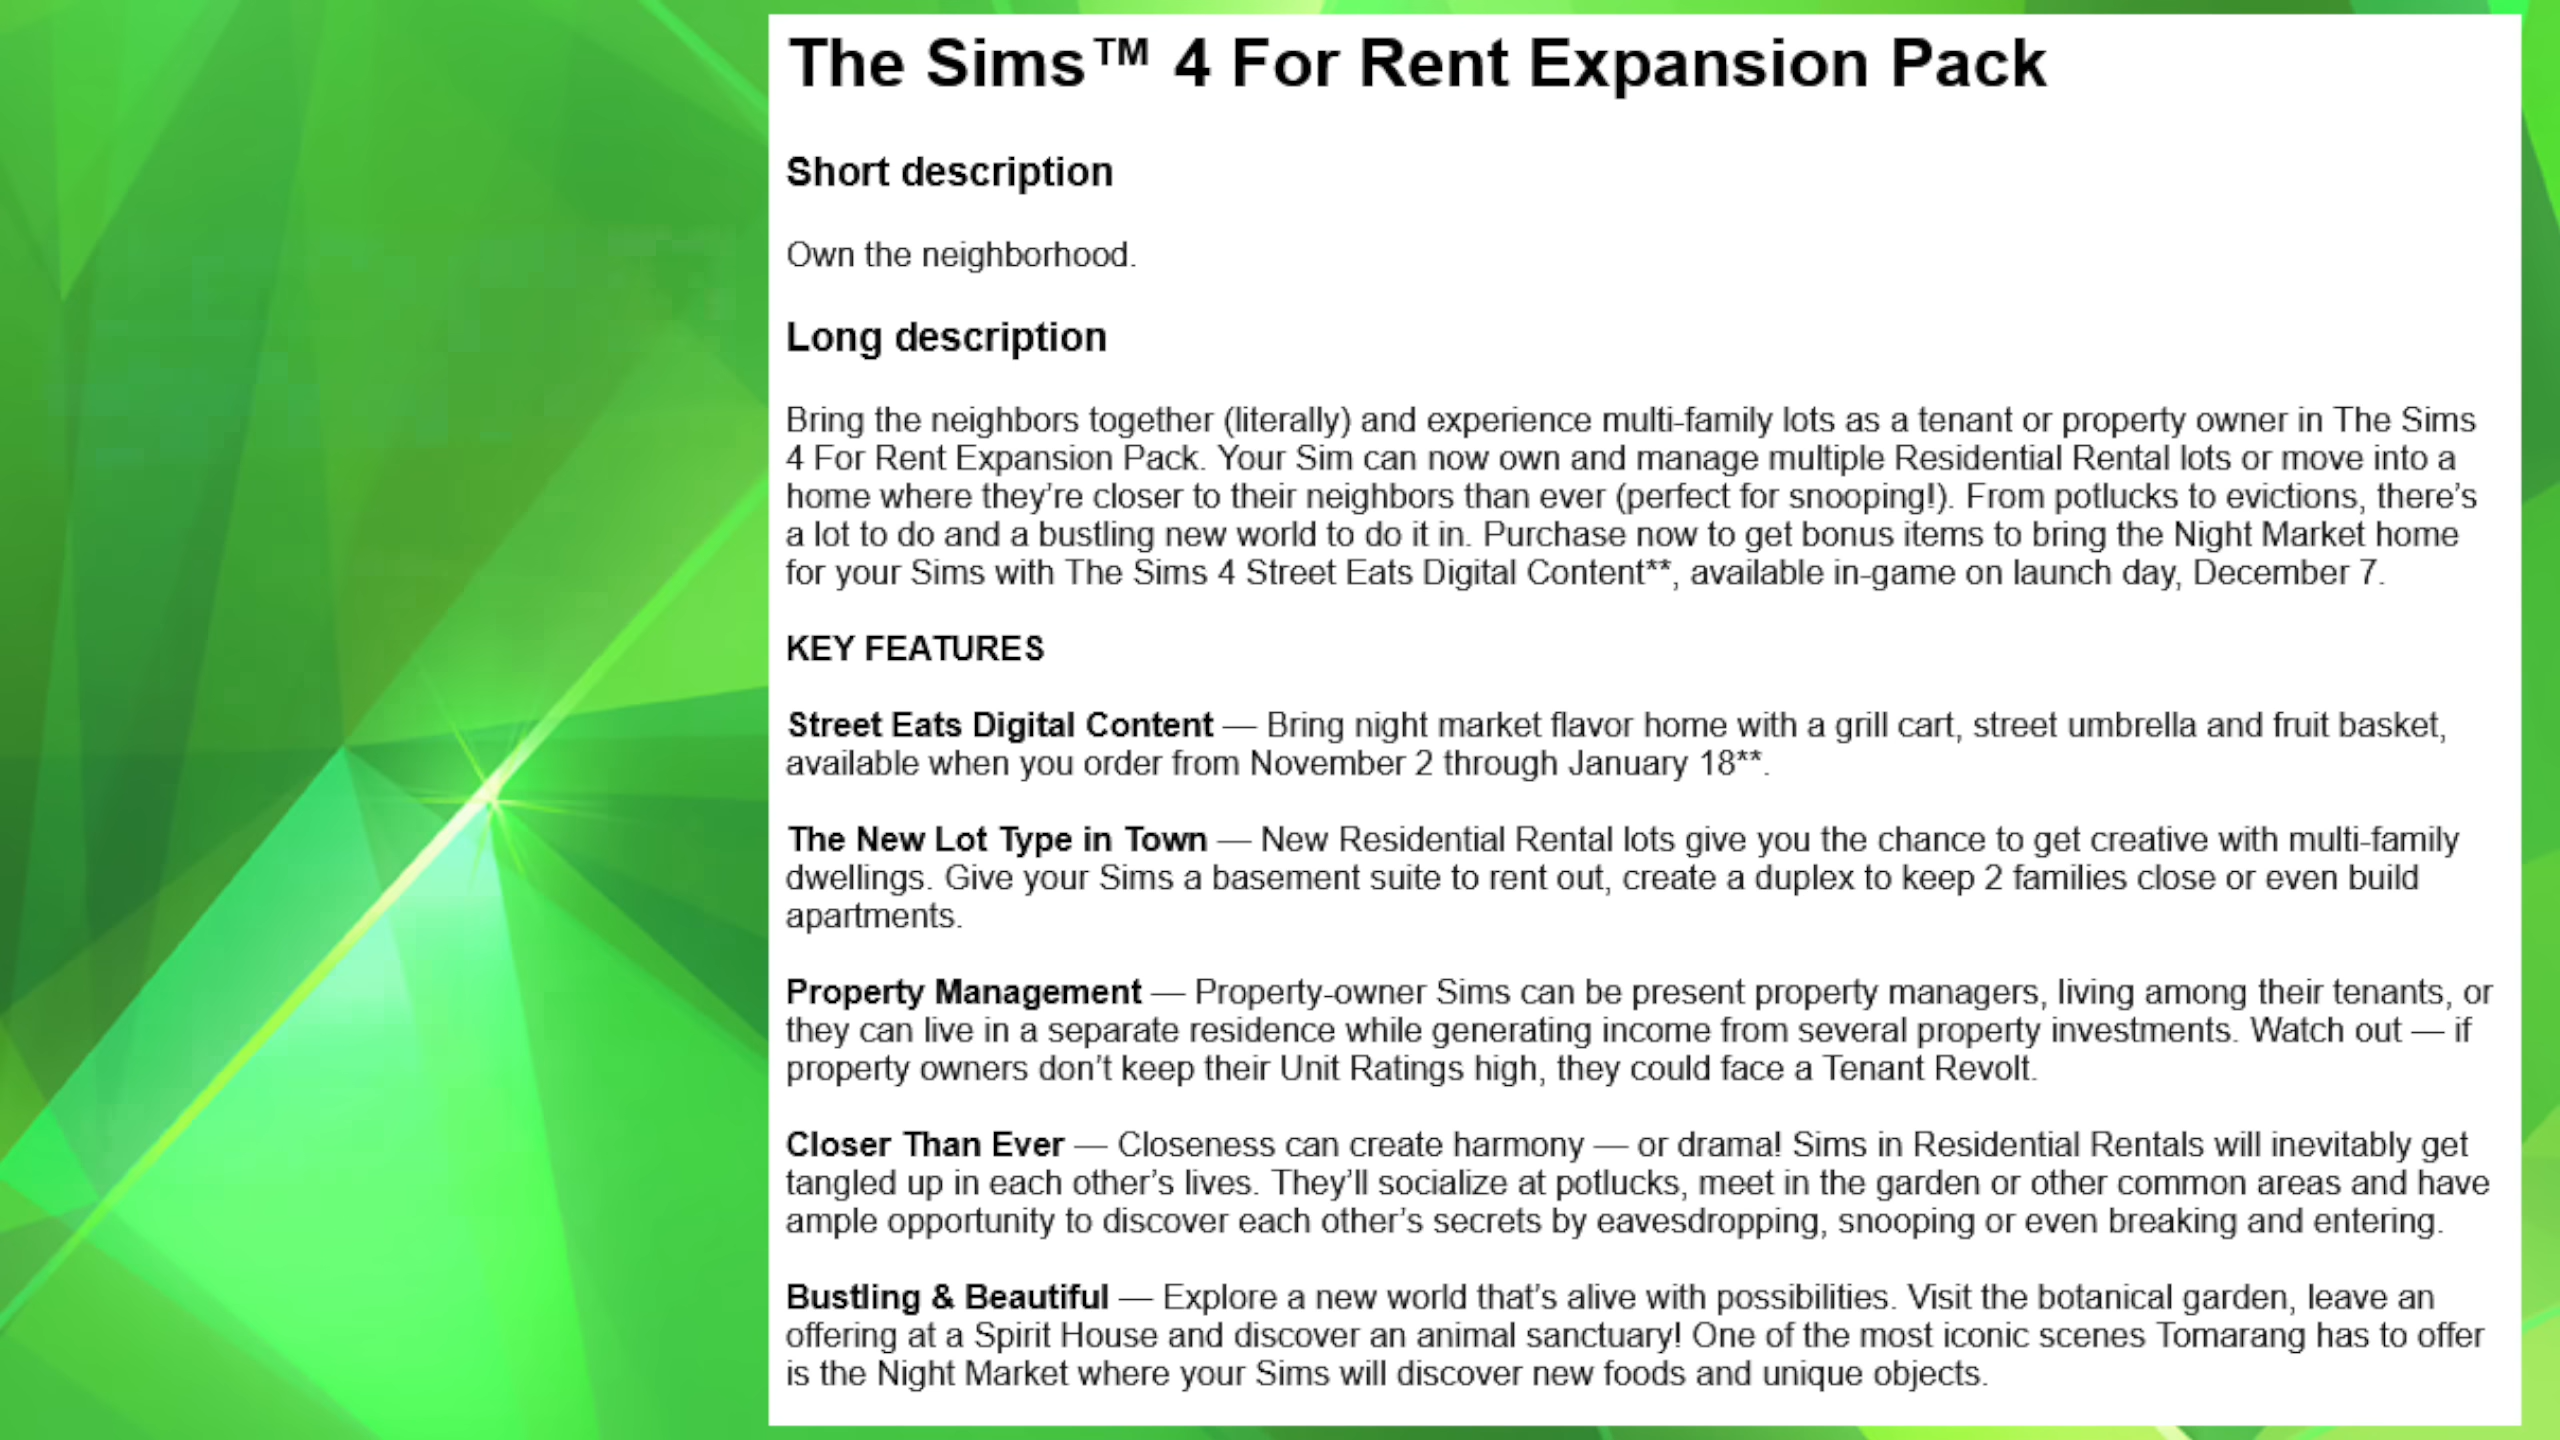 The Sims™ 4 For Rent Expansion Pack
Short description
Own the neighborhood.
Long description
Bring the neighbors together (literally) and experience multi-family lots as a tenant or property owner in The Sims
4 For Rent Expansion Pack. Your Sim can now own and manage multiple Residential Rental lots or move into a
home where they’re closer to their neighbors than ever (perfect for snooping!). From potlucks to evictions, there’s
a lot to do and a bustling new world to do it in. Purchase now to get bonus items to bring the Night Market home
for your Sims with The Sims 4 Street Eats Digital Content**, available in-game on launch day, December 7.
KEY FEATURES
Street Eats Digital Content — Bring night market flavor home with a grill cart, street umbrella and fruit basket,
available when you order from November 2 through January 18**.
The New Lot Type in Town — New Residential Rental lots give you the chance to get creative with multi-family
dwellings. Give your Sims a basement suite to rent out, create a duplex to keep 2 families close or even build
apartments.
Property Management — Property-owner Sims can be present property managers, living among their tenants, or
they can live in a separate residence while generating income from several property investments. Watch out — if
property owners don’t keep their Unit Ratings high, they could face a Tenant Revolt.
Closer Than Ever — Closeness can create harmony — or drama! Sims in Residential Rentals will inevitably get
tangled up in each other’s lives. They’ll socialize at potlucks, meet in the garden or other common areas and have
ample opportunity to discover each other’s secrets by eavesdropping, snooping or even breaking and entering.
Bustling & Beautiful — Explore a new world that’s alive with possibilities. Visit the botanical garden, leave an
offering at a Spirit House and discover an animal sanctuary! One of the most iconic scenes Tomarang has to offer
is the Night Market where your Sims will discover new foods and unique objects.